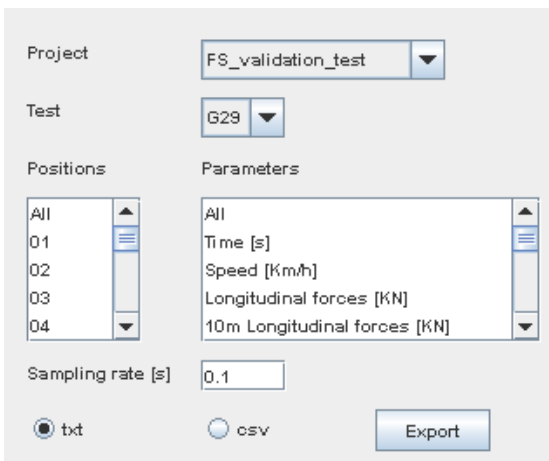 Project
FS_validation_test
Test
G29
Positions
Parameters
All
01
02
03
04
All
Time [s]
Speed [Km/h]
Longitudinal forces [KN]
10m Longitudinal forces [KN]
Sampling rate [s]
0.1
txt
csv
Export